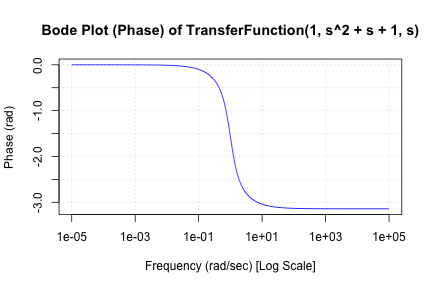 Bode Plot (Phase) of TransferFunction(1, s^2 + s + 1, s)
Phase (rad)
0.0
-1.0
-2.0
-3.0
1e-05 1e-03 1e-01 1e+01 1e+03 1e+05
Frequency (rad/sec) [Log Scale]